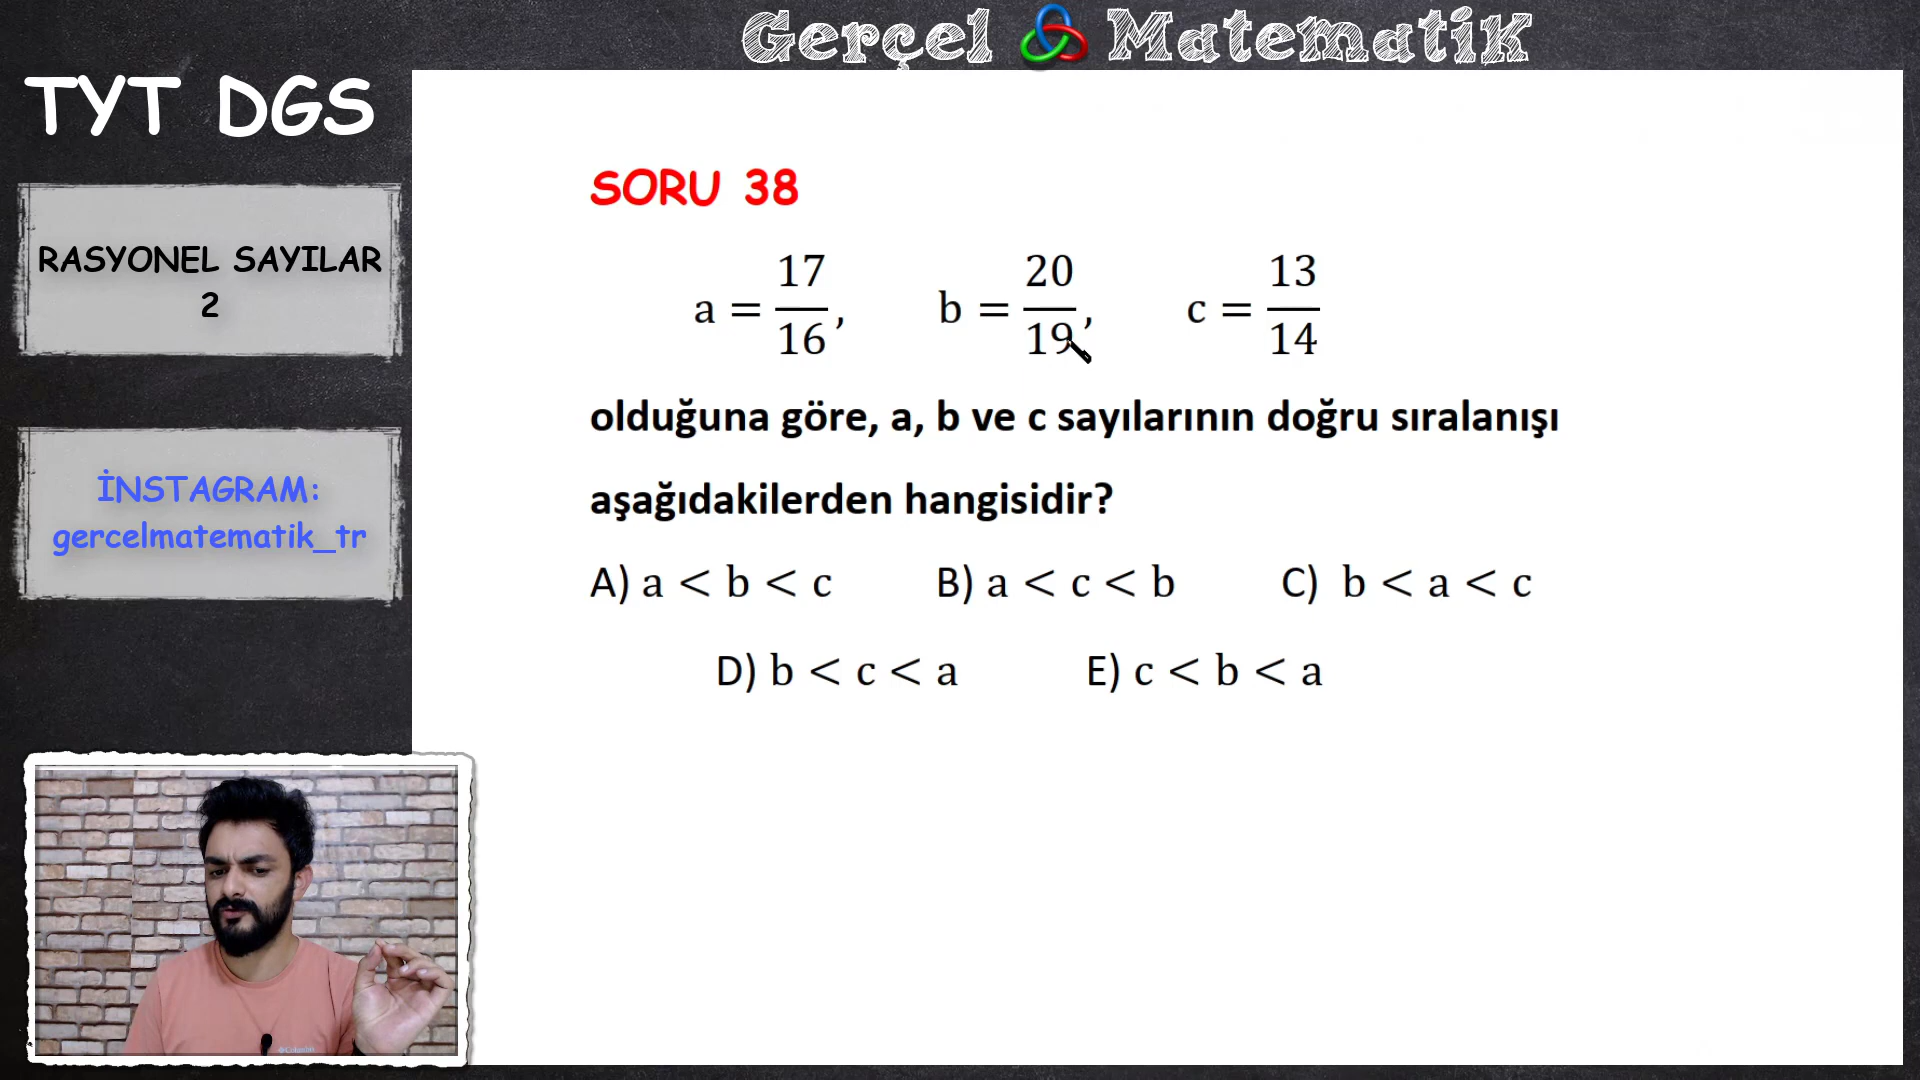 Gerçel Matematik
TYT DGS
RASYONEL SAYILAR
2
İNSTAGRAM:
gercelmatematik_tr
SORU 38
a = 17/16, b = 20/19, c = 13/14
olduğuna göre, a, b ve c sayılarının doğru sıralanışı
aşağıdakilerden hangisidir?
A) a < b < c B) a < c < b C) b < a < c
D) b < c < a E) c < b < a
Columbia